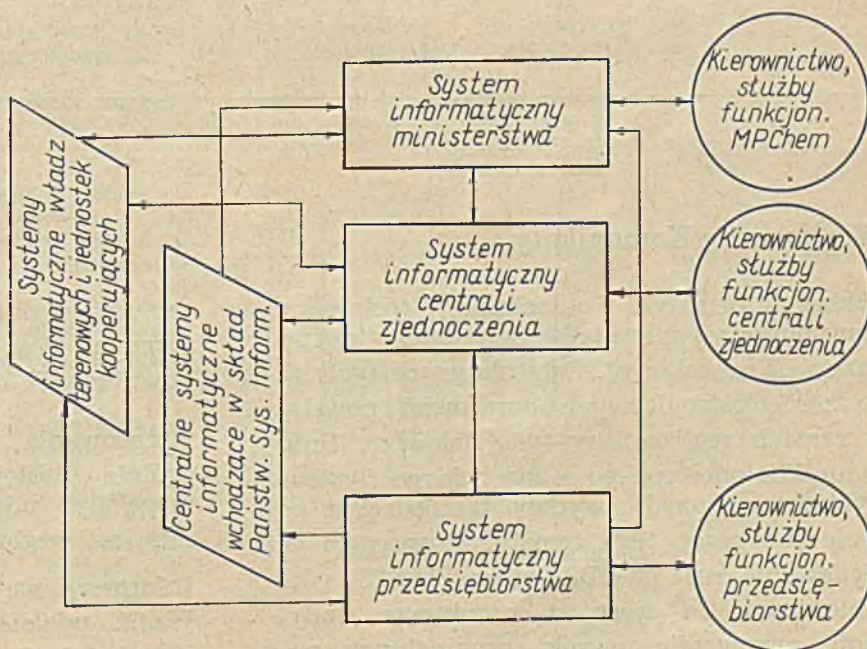 System
informatyczny
ministerstwa
Kierownictwo,
służby
funkcjon.
MPChem
Systemy
informatyczne władz
terenowych i jednostek
kooperujących
System
informatyczny
centrali
zjednoczenia
Kierownictwo,
służby
funkcjon.
centrali
zjednoczenia
Centralne systemy
informatyczne
wchodzące w skład
Państw. Sys. Inform.
System
informatyczny
przedsiębiorstwa
Kierownictwo,
służby
funkcjon.
przedsię-
biorstwa